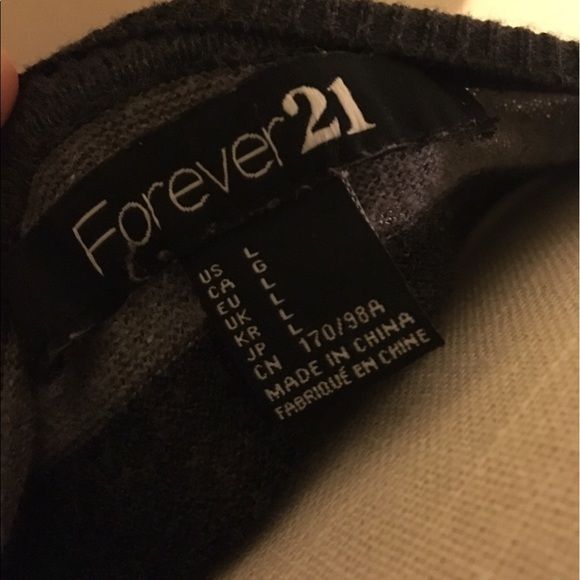 Forever21
US L
CA G
EU L
UK L
KR L
JP L
CN 170/98A
MADE IN CHINA
FABRIQUÉ EN CHINE